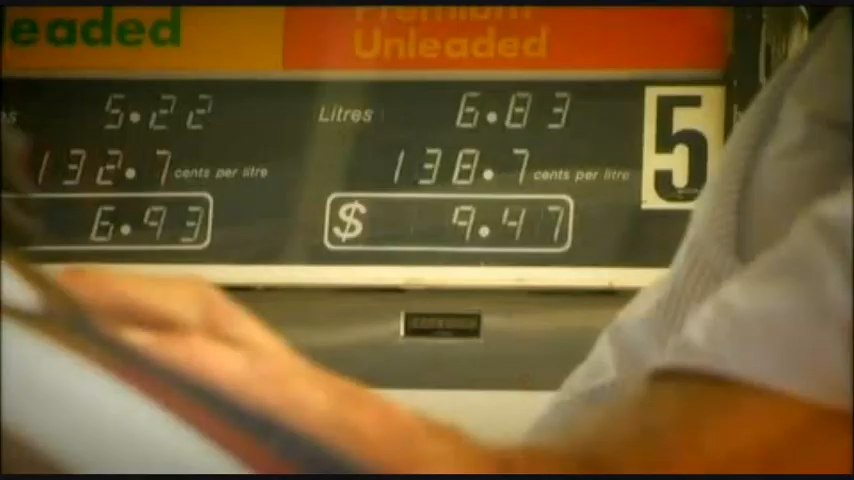 eaded
Premium
Unleaded
5.22
Litres 6.83
5
132.7 cents per litre
138.7 cents per litre
6.93
$ 9.47